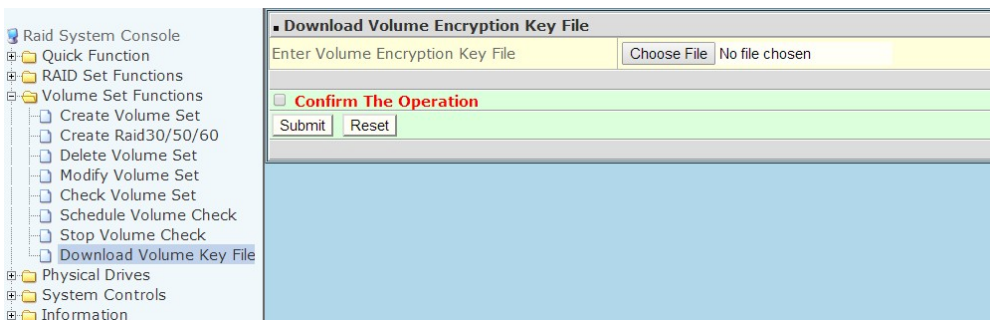 Raid System Console
Quick Function
RAID Set Functions
Volume Set Functions
Create Volume Set
Create Raid30/50/60
Delete Volume Set
Modify Volume Set
Check Volume Set
Schedule Volume Check
Stop Volume Check
Download Volume Key File
Physical Drives
System Controls
Information
Download Volume Encryption Key File
Enter Volume Encryption Key File Choose File No file chosen
Confirm The Operation
Submit Reset